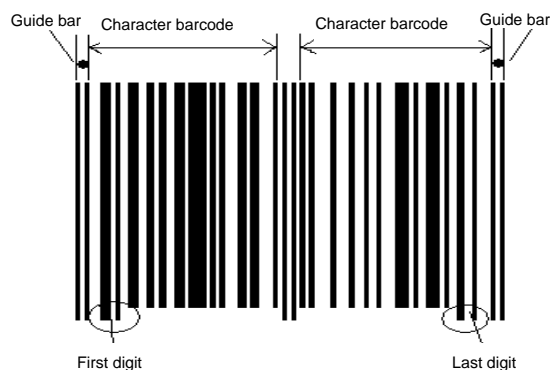 Guide bar
Character barcode
Character barcode
Guide bar
First digit
Last digit